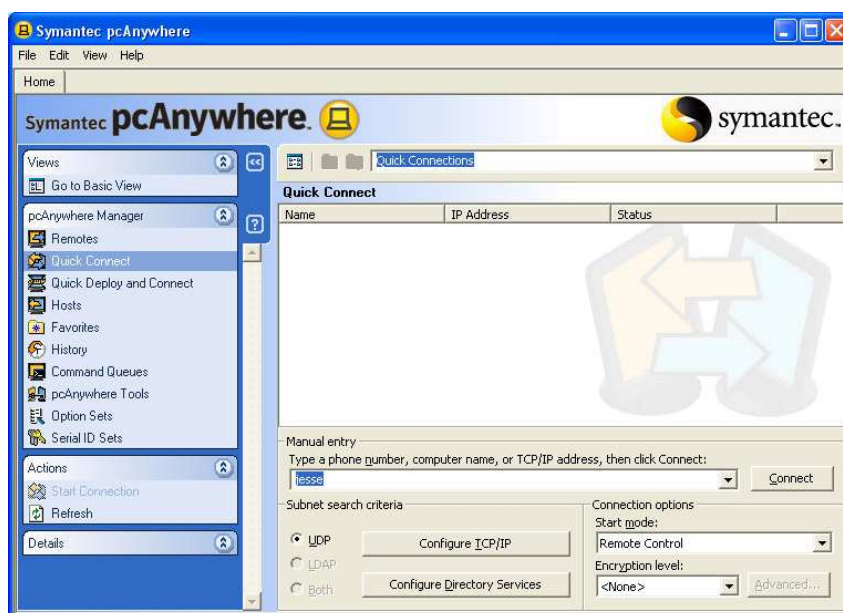 Symantec pcAnywhere
File Edit View Help
Home
Symantec pcAnywhere.
symantec.
Views
Go to Basic View
Quick Connections
Quick Connect
Name IP Address Status
pcAnywhere Manager
Remotes
Quick Connect
Quick Deploy and Connect
Hosts
Favorites
History
Command Queues
pcAnywhere Tools
Option Sets
Serial ID Sets
Actions
Start Connection
Refresh
Details
Manual entry
Type a phone number, computer name, or TCP/IP address, then click Connect:
jesse
Connect
Subnet search criteria
UDP
LDAP
Both
Configure TCP/IP
Configure Directory Services
Connection options
Start mode:
Remote Control
Encryption level:
<None>
Advanced...